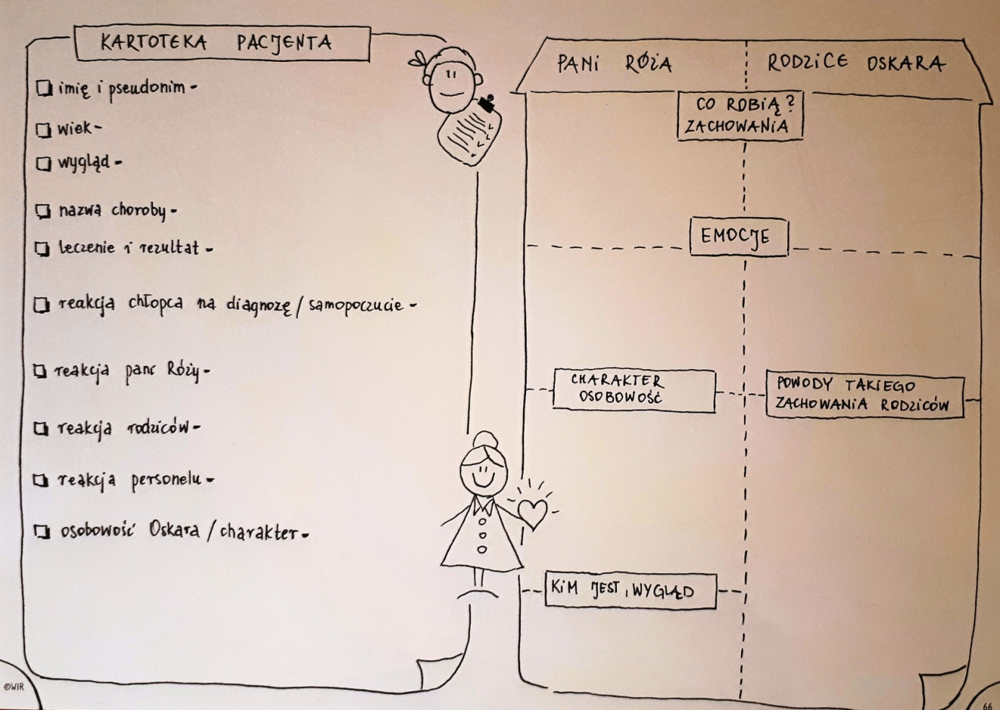 KARTOTEKA PACJENTA
imię i pseudonim -
wiek -
wygląd -
nazwa choroby -
leczenie i rezultat -
reakcja chłopca na diagnozę / samopoczucie -
reakcja pani Róży -
reakcja rodziców -
reakcja personelu -
osobowość Oskara / charakter -
©WIR
PANI RÓŻA
RODZICE OSKARA
CO ROBIĄ?
ZACHOWANIA
EMOCJE
CHARAKTER
OSOBOWOŚĆ
POWODY TAKIEGO
ZACHOWANIA RODZICÓW
KIM JEST, WYGLĄD
66